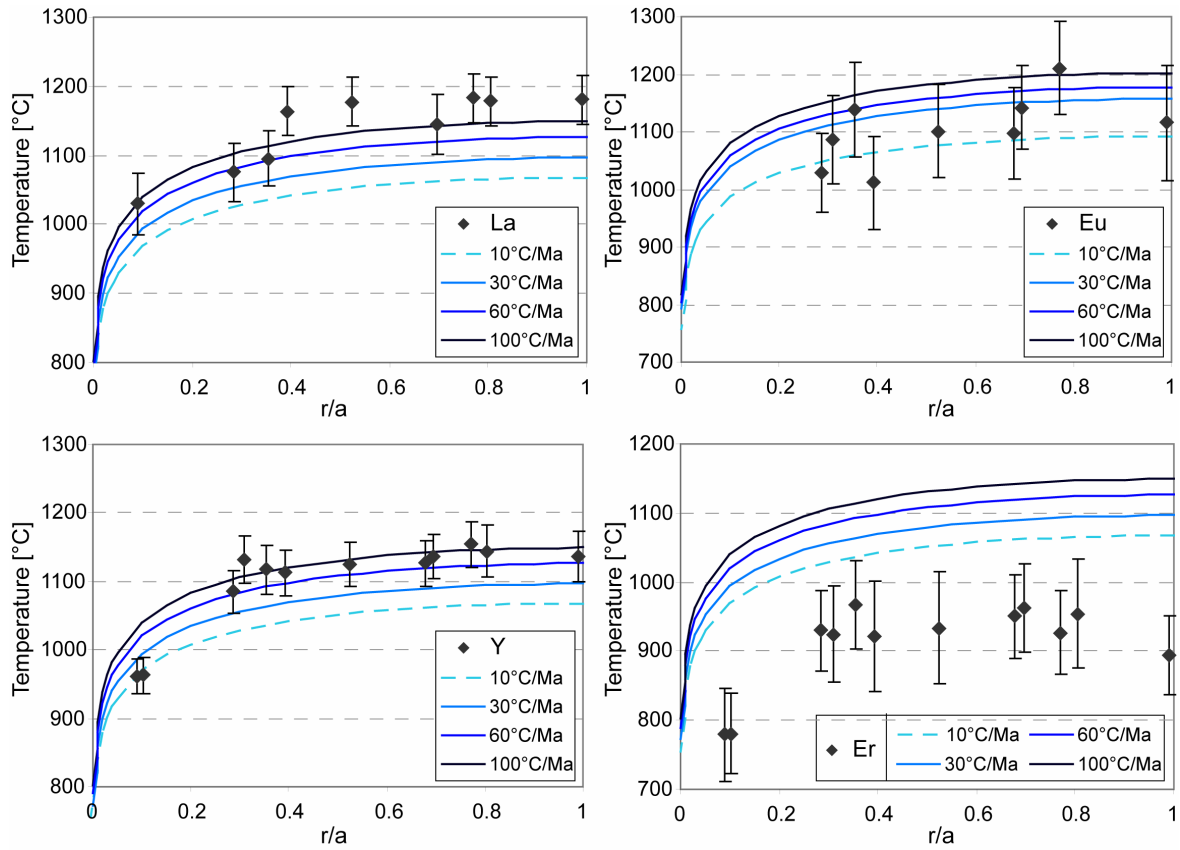 1300
1200
1100
1000
900
800
Temperature [°C]
La
10°C/Ma
30°C/Ma
60°C/Ma
100°C/Ma
0 0.2 0.4 0.6 0.8 1
r/a
1300
1200
1100
1000
900
800
700
Temperature [°C]
Eu
10°C/Ma
30°C/Ma
60°C/Ma
100°C/Ma
0 0.2 0.4 0.6 0.8 1
r/a
1300
1200
1100
1000
900
800
Temperature [°C]
Y
10°C/Ma
30°C/Ma
60°C/Ma
100°C/Ma
0 0.2 0.4 0.6 0.8 1
r/a
1200
1100
1000
900
800
700
Temperature [°C]
Er
10°C/Ma 60°C/Ma
30°C/Ma 100°C/Ma
0 0.2 0.4 0.6 0.8 1
r/a